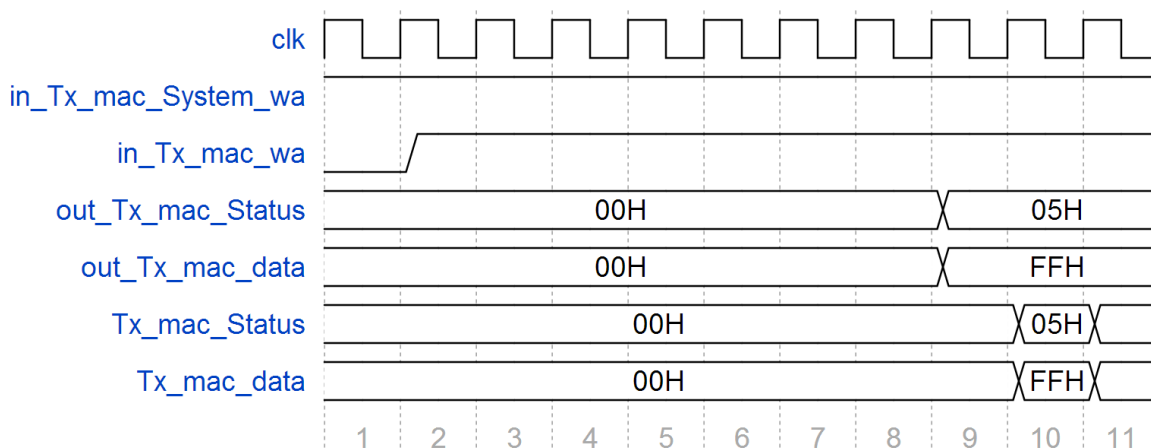 clk
in_Tx_mac_System_wa
in_Tx_mac_wa
out_Tx_mac_Status 00H 05H
out_Tx_mac_data 00H FFH
Tx_mac_Status 00H 05H
Tx_mac_data 00H FFH
1 2 3 4 5 6 7 8 9 10 11